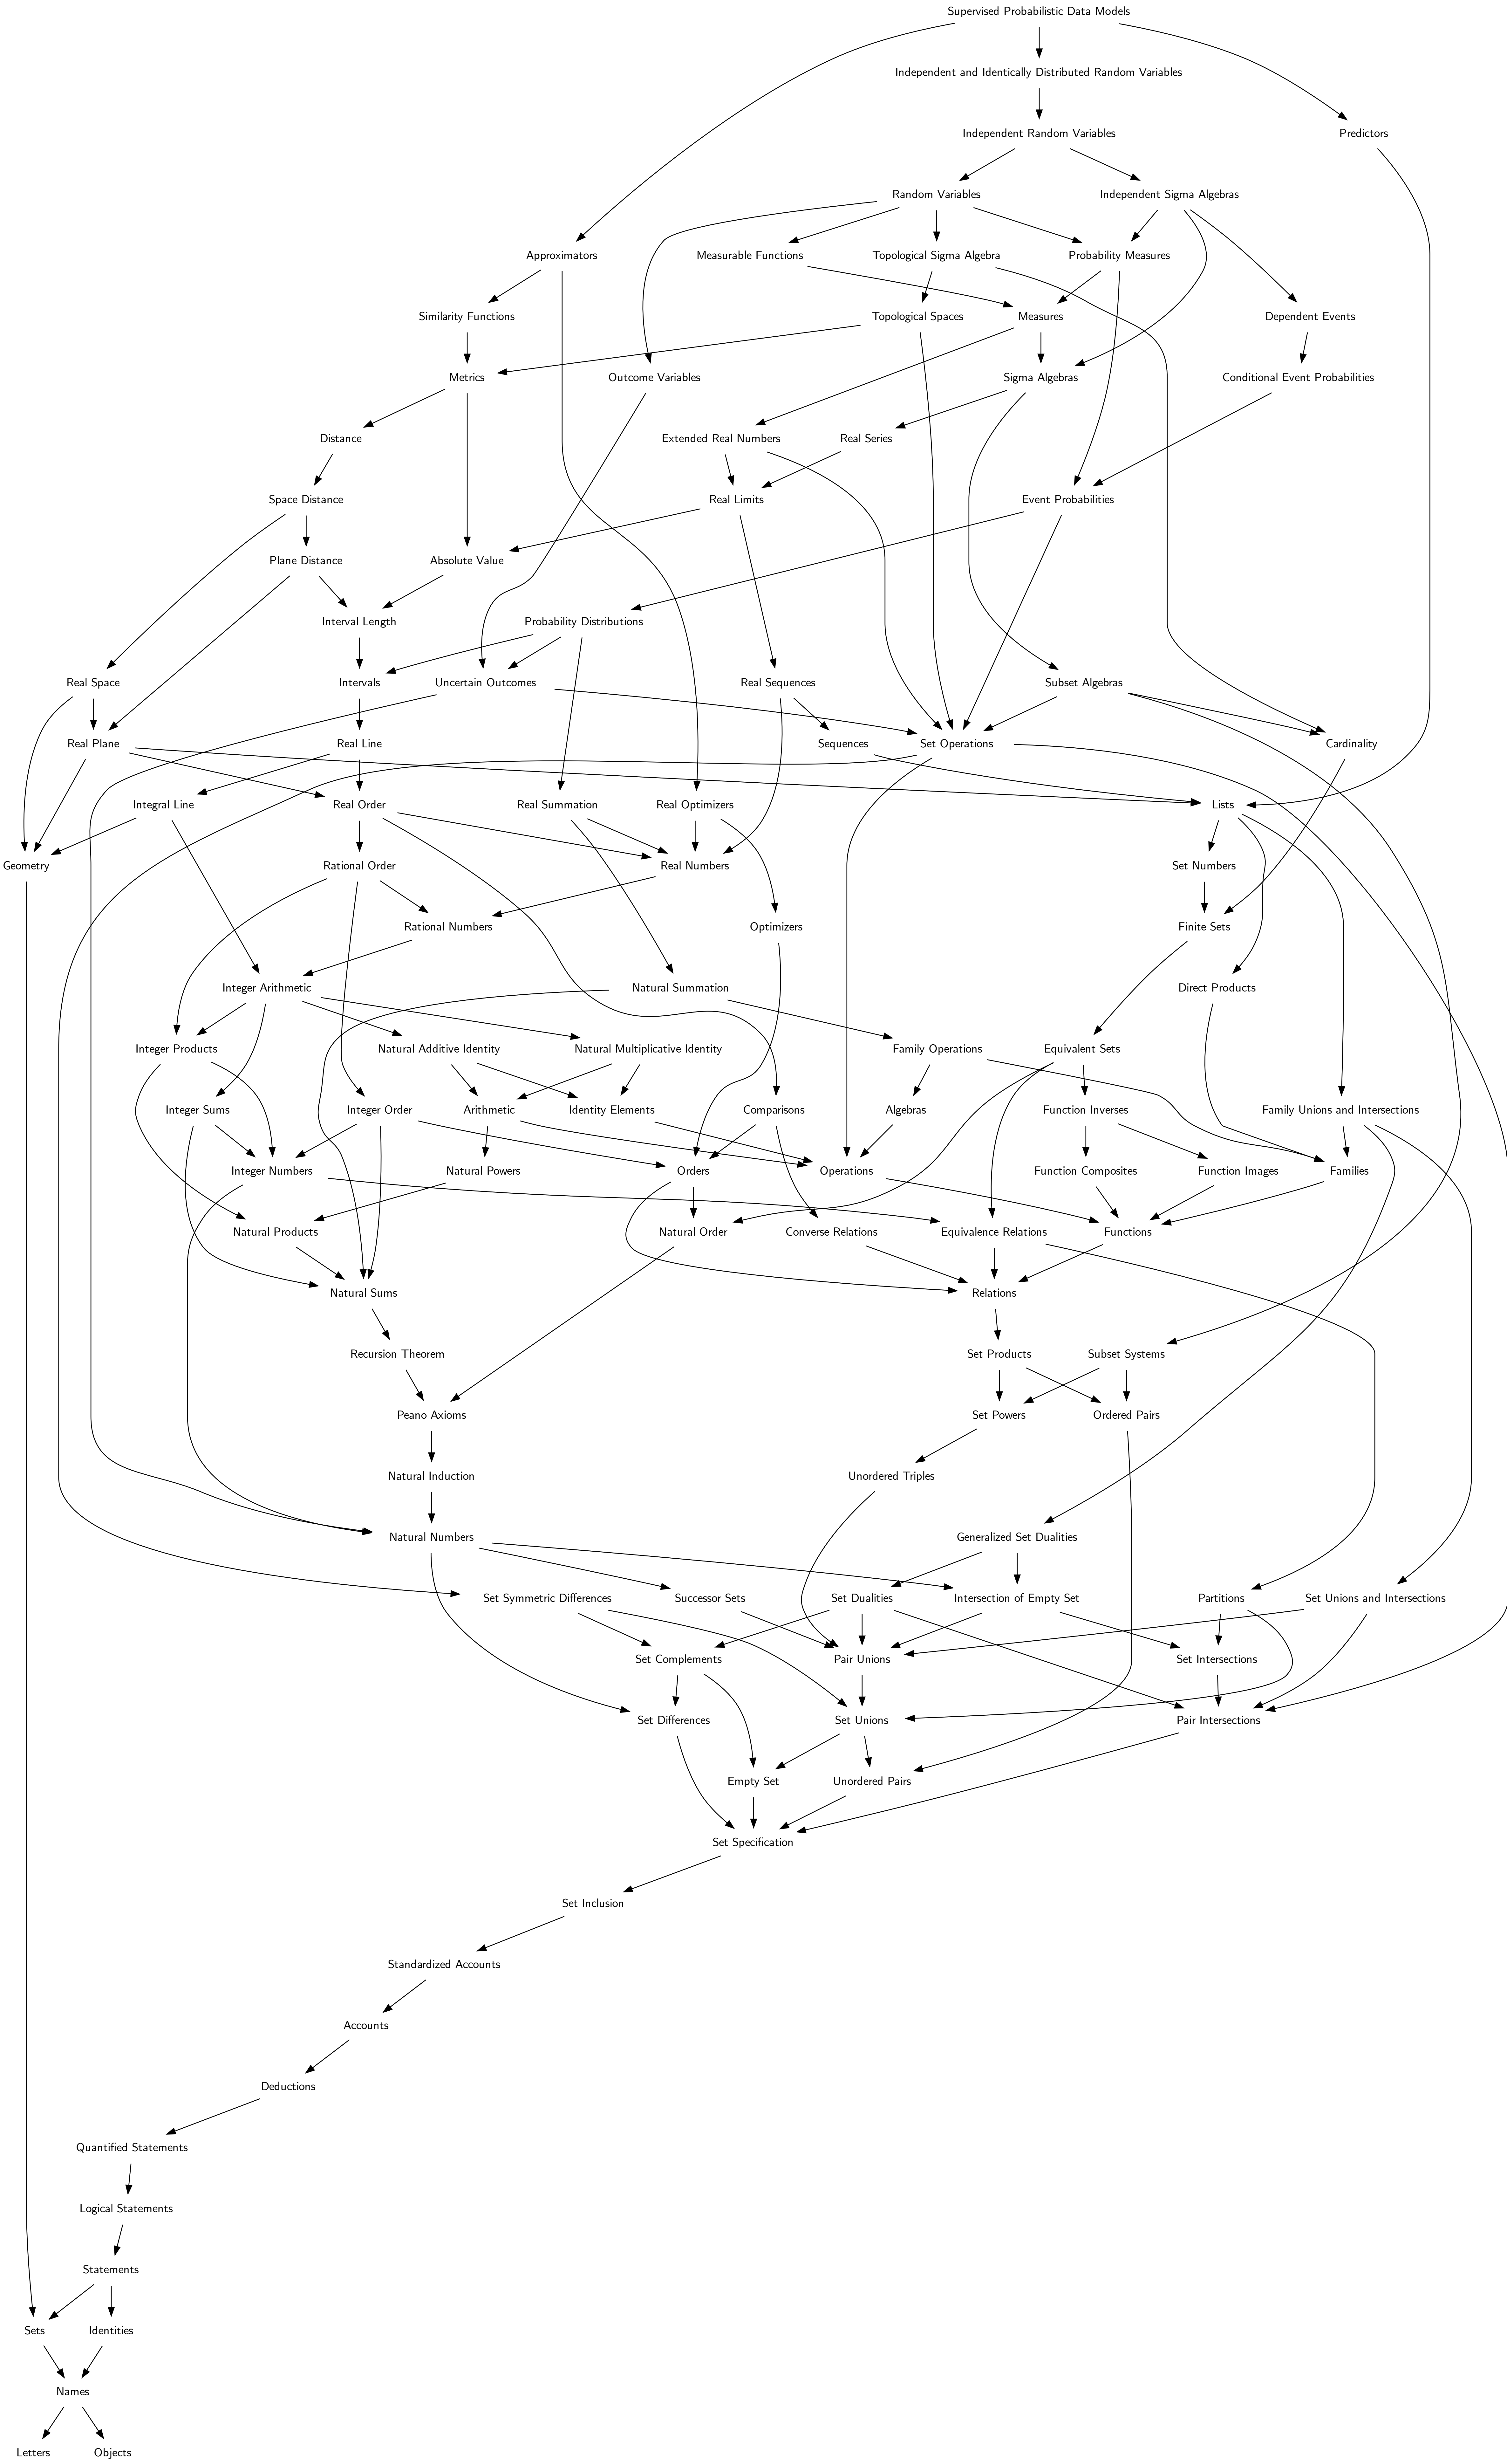 Supervised Probabilistic Data Models
Independent and Identically Distributed Random Variables
Independent Random Variables
Predictors
Random Variables
Independent Sigma Algebras
Approximators
Measurable Functions
Topological Sigma Algebra
Probability Measures
Similarity Functions
Topological Spaces
Measures
Dependent Events
Metrics
Outcome Variables
Sigma Algebras
Conditional Event Probabilities
Distance
Extended Real Numbers
Real Series
Space Distance
Real Limits
Event Probabilities
Plane Distance
Absolute Value
Interval Length
Probability Distributions
Real Space
Intervals
Uncertain Outcomes
Real Sequences
Subset Algebras
Real Plane
Real Line
Sequences
Set Operations
Cardinality
Integral Line
Real Order
Real Summation
Real Optimizers
Lists
Geometry
Rational Order
Real Numbers
Set Numbers
Rational Numbers
Optimizers
Finite Sets
Integer Arithmetic
Natural Summation
Direct Products
Integer Products
Natural Additive Identity
Natural Multiplicative Identity
Family Operations
Equivalent Sets
Integer Sums
Integer Order
Arithmetic
Identity Elements
Comparisons
Algebras
Function Inverses
Family Unions and Intersections
Integer Numbers
Natural Powers
Orders
Operations
Function Composites
Function Images
Families
Natural Products
Natural Order
Converse Relations
Equivalence Relations
Functions
Natural Sums
Relations
Recursion Theorem
Set Products
Subset Systems
Peano Axioms
Set Powers
Ordered Pairs
Natural Induction
Unordered Triples
Natural Numbers
Generalized Set Dualities
Set Symmetric Differences
Successor Sets
Set Dualities
Intersection of Empty Set
Partitions
Set Unions and Intersections
Set Complements
Pair Unions
Set Intersections
Set Differences
Set Unions
Pair Intersections
Empty Set
Unordered Pairs
Set Specification
Set Inclusion
Standardized Accounts
Accounts
Deductions
Quantified Statements
Logical Statements
Statements
Sets
Identities
Names
Letters
Objects